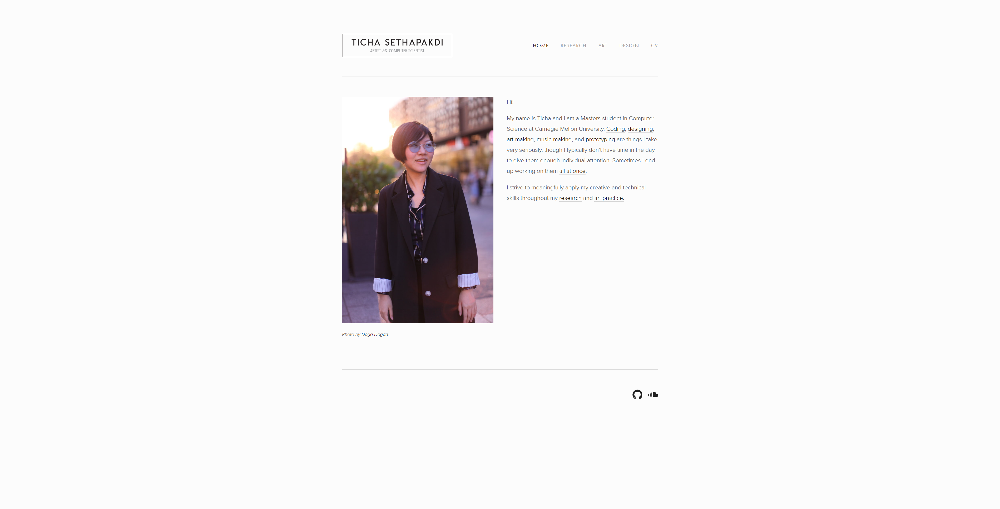 TICHA SETHAPAKDI
ARTIST && COMPUTER SCIENTIST
HOME RESEARCH ART DESIGN CV
Hi!
My name is Ticha and I am a Masters student in Computer
Science at Carnegie Mellon University. Coding, designing,
art-making, music-making, and prototyping are things I take
very seriously, though I typically don’t have time in the day
to give them enough individual attention. Sometimes I end
up working on them all at once.
I strive to meaningfully apply my creative and technical
skills throughout my research and art practice.
Photo by Doga Dogan